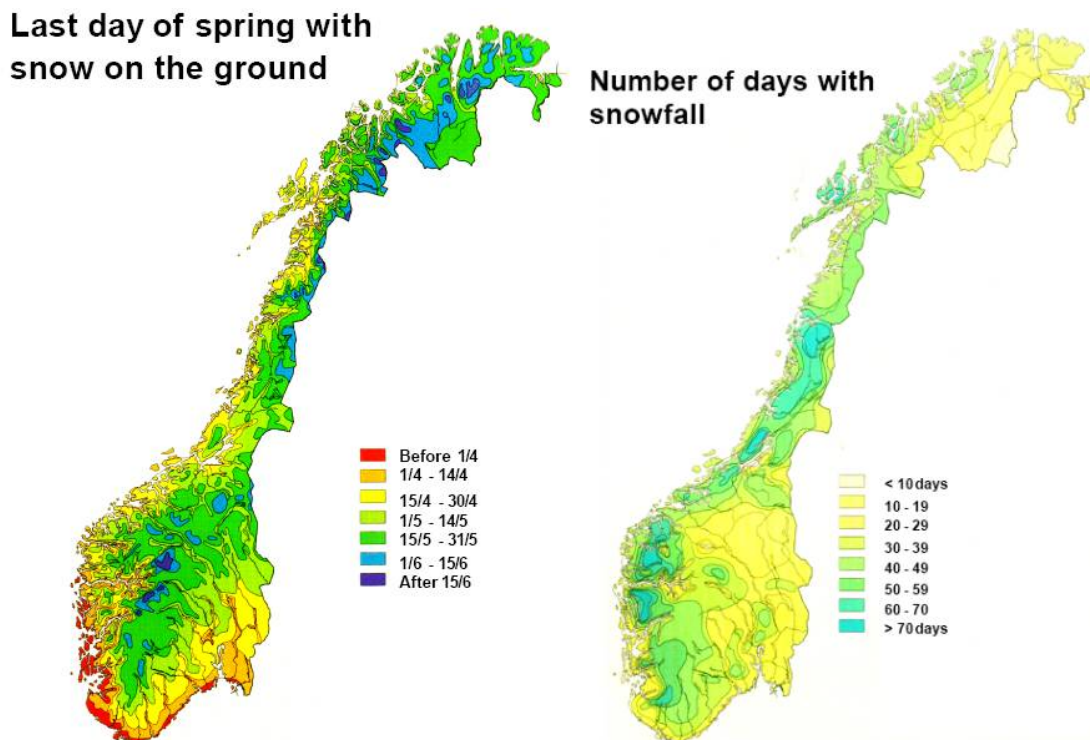 Last day of spring with
snow on the ground
Number of days with
snowfall
Before 1/4
1/4 - 14/4
15/4 - 30/4
1/5 - 14/5
15/5 - 31/5
1/6 - 15/6
After 15/6
< 10 days
10 - 19
20 - 29
30 - 39
40 - 49
50 - 59
60 - 70
> 70 days